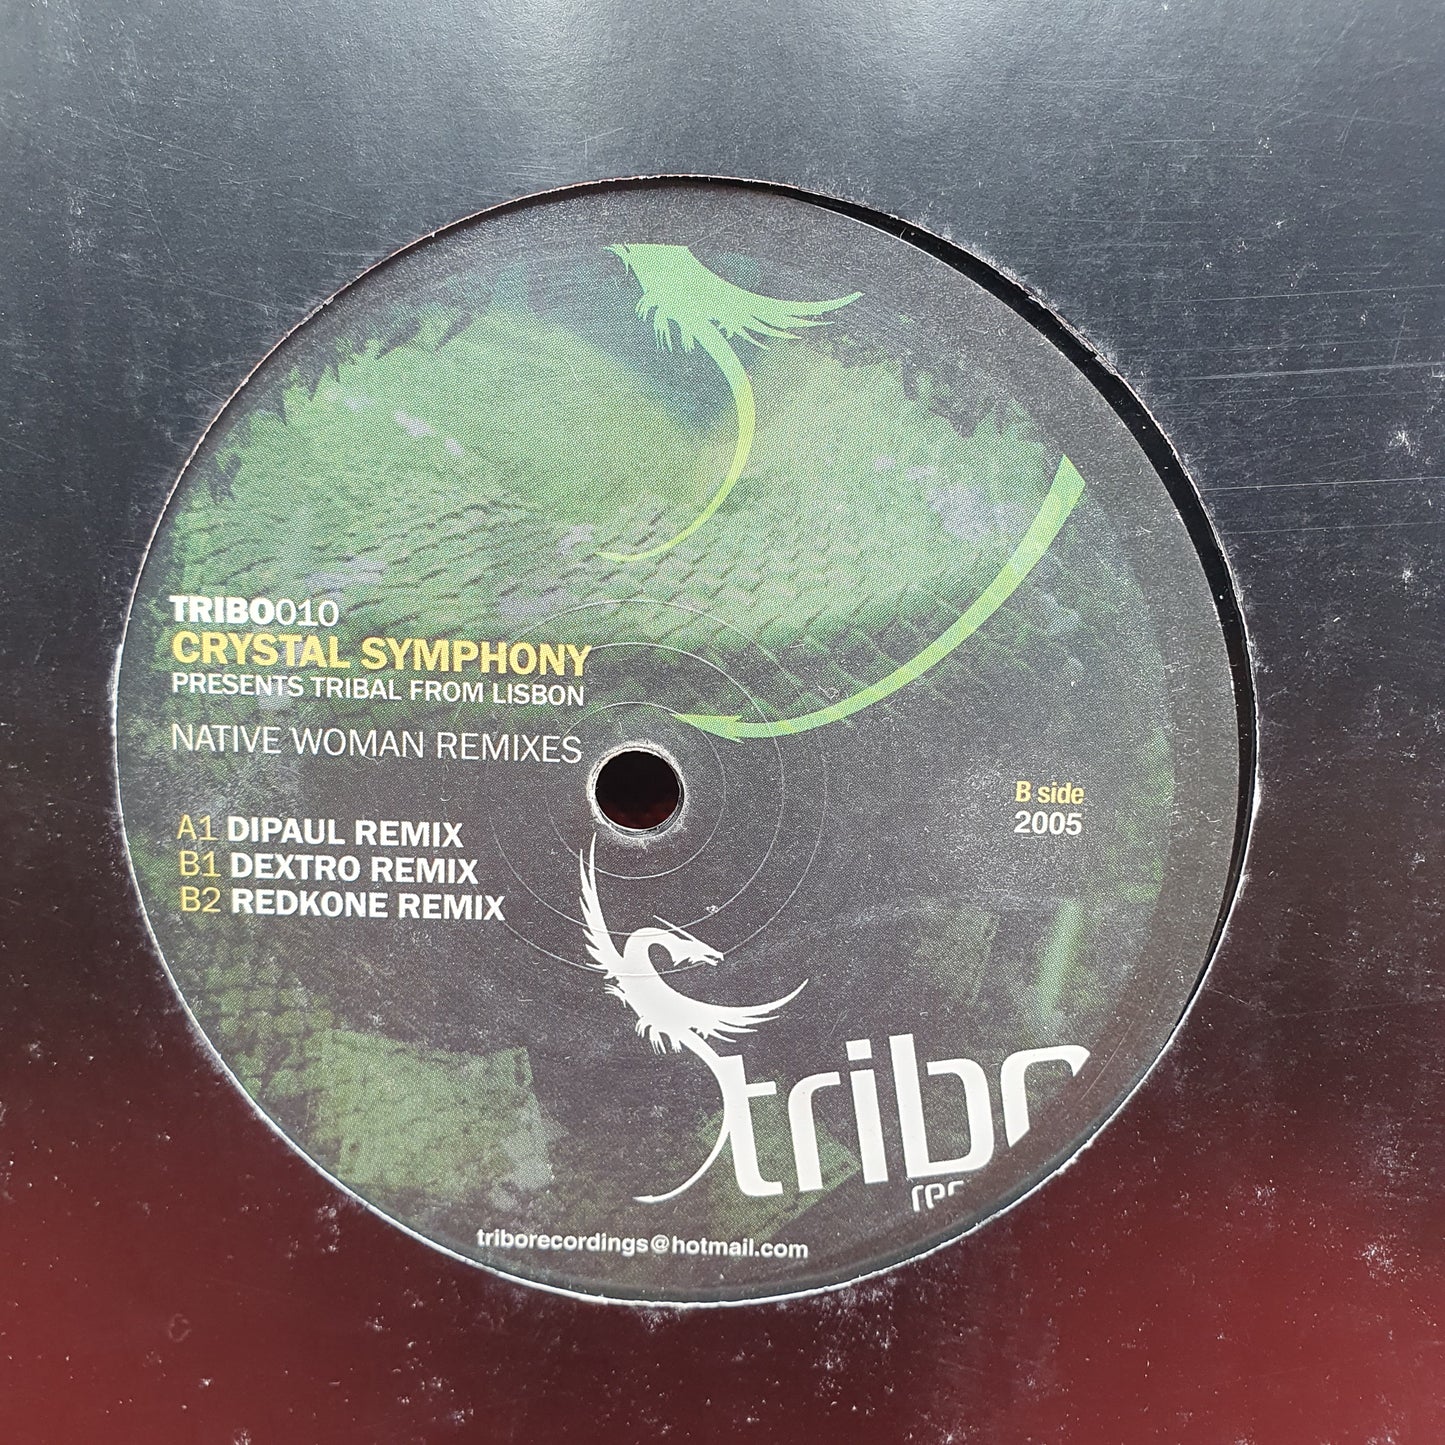 TRIBO010
CRYSTAL SYMPHONY
PRESENTS TRIBAL FROM LISBON
NATIVE WOMAN REMIXES
B side
2005
A1 DIPAUL REMIX
B1 DEXTRO REMIX
B2 REDKONE REMIX
tribo
triborecordings@hotmail.com